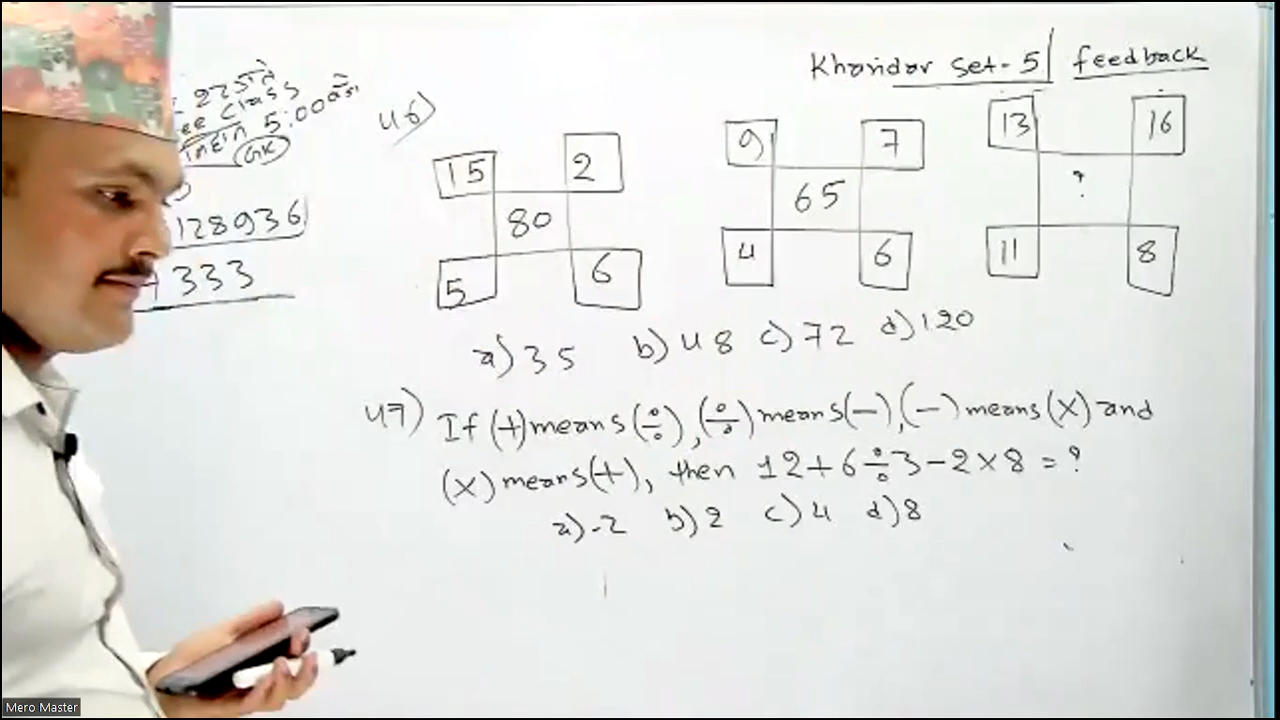 Kharidar set-5 feedback
ee class
5:00
GK
128936
333
46)
15 2
80
5 6
9 7
65
4 6
13 16
?
11 8
a) 35 b) 48 c) 72 d) 120
47) If (+) means (÷), (÷) means (-), (-) means (×) and
(×) means (+), then 12+6÷3-2×8 = ?
a) -2 b) 2 c) 4 d) 8
Mero Master